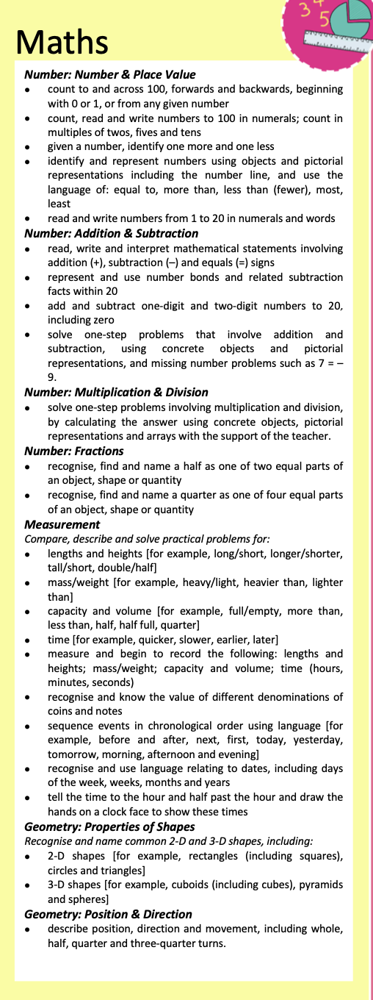 3 4
5
Maths
Number: Number & Place Value
• count to and across 100, forwards and backwards, beginning
with 0 or 1, or from any given number
• count, read and write numbers to 100 in numerals; count in
multiples of twos, fives and tens
• given a number, identify one more and one less
• identify and represent numbers using objects and pictorial
representations including the number line, and use the
language of: equal to, more than, less than (fewer), most,
least
• read and write numbers from 1 to 20 in numerals and words
Number: Addition & Subtraction
• read, write and interpret mathematical statements involving
addition (+), subtraction (–) and equals (=) signs
• represent and use number bonds and related subtraction
facts within 20
• add and subtract one-digit and two-digit numbers to 20,
including zero
• solve one-step problems that involve addition and
subtraction, using concrete objects and pictorial
representations, and missing number problems such as 7 = –
9.
Number: Multiplication & Division
• solve one-step problems involving multiplication and division,
by calculating the answer using concrete objects, pictorial
representations and arrays with the support of the teacher.
Number: Fractions
• recognise, find and name a half as one of two equal parts of
an object, shape or quantity
• recognise, find and name a quarter as one of four equal parts
of an object, shape or quantity
Measurement
Compare, describe and solve practical problems for:
• lengths and heights [for example, long/short, longer/shorter,
tall/short, double/half]
• mass/weight [for example, heavy/light, heavier than, lighter
than]
• capacity and volume [for example, full/empty, more than,
less than, half, half full, quarter]
• time [for example, quicker, slower, earlier, later]
• measure and begin to record the following: lengths and
heights; mass/weight; capacity and volume; time (hours,
minutes, seconds)
• recognise and know the value of different denominations of
coins and notes
• sequence events in chronological order using language [for
example, before and after, next, first, today, yesterday,
tomorrow, morning, afternoon and evening]
• recognise and use language relating to dates, including days
of the week, weeks, months and years
• tell the time to the hour and half past the hour and draw the
hands on a clock face to show these times
Geometry: Properties of Shapes
Recognise and name common 2-D and 3-D shapes, including:
• 2-D shapes [for example, rectangles (including squares),
circles and triangles]
• 3-D shapes [for example, cuboids (including cubes), pyramids
and spheres]
Geometry: Position & Direction
• describe position, direction and movement, including whole,
half, quarter and three-quarter turns.